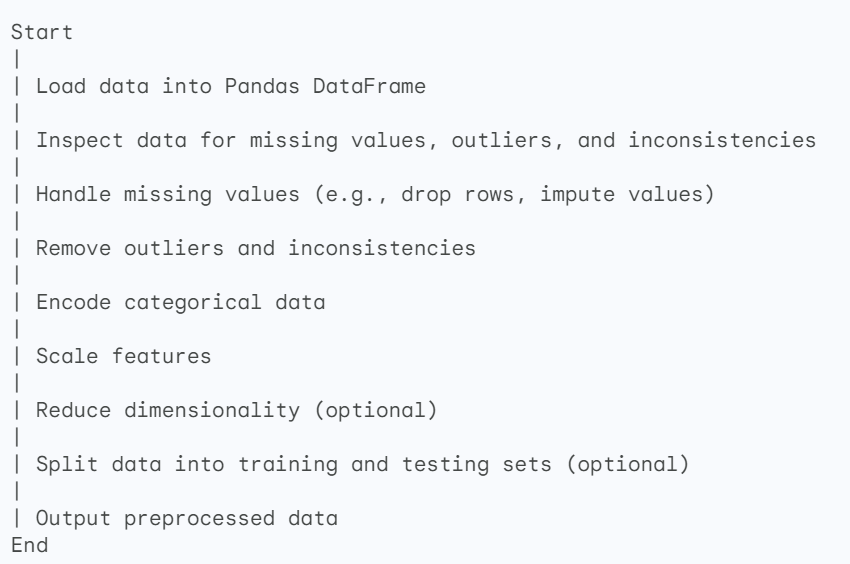 Start
|
| Load data into Pandas DataFrame
|
| Inspect data for missing values, outliers, and inconsistencies
|
| Handle missing values (e.g., drop rows, impute values)
|
| Remove outliers and inconsistencies
|
| Encode categorical data
|
| Scale features
|
| Reduce dimensionality (optional)
|
| Split data into training and testing sets (optional)
|
| Output preprocessed data
End